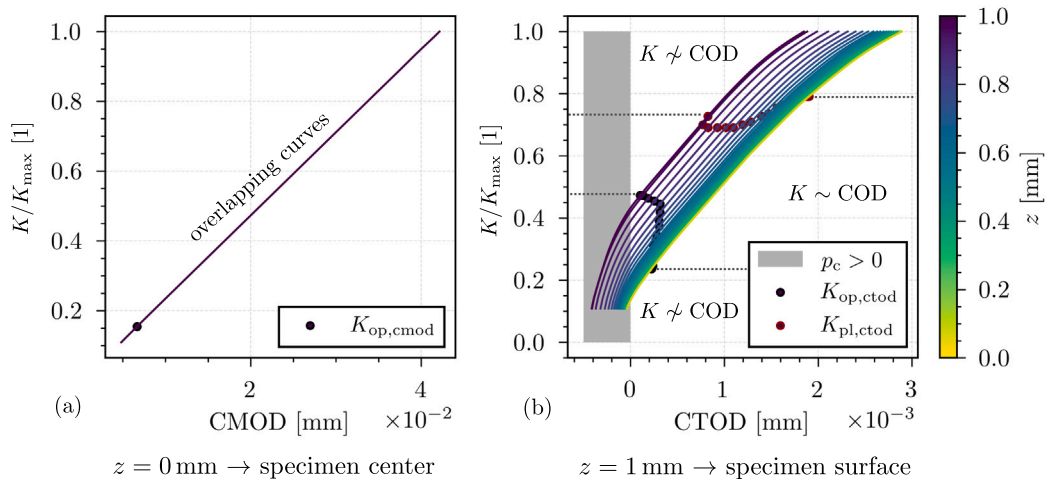 1.0
0.8
0.6
0.4
0.2
K/K_max [1]
overlapping curves
K_op,cmod
2
4
×10⁻²
(a)
CMOD [mm]
z = 0 mm → specimen center
1.0
0.8
0.6
0.4
0.2
0.0
K/K_max [1]
K ≁ COD
K ∼ COD
K ≁ COD
p_c > 0
K_op,ctod
K_pl,ctod
0
1
2
3
×10⁻³
(b)
CTOD [mm]
z = 1 mm → specimen surface
1.0
0.8
0.6
0.4
0.2
0.0
z [mm]